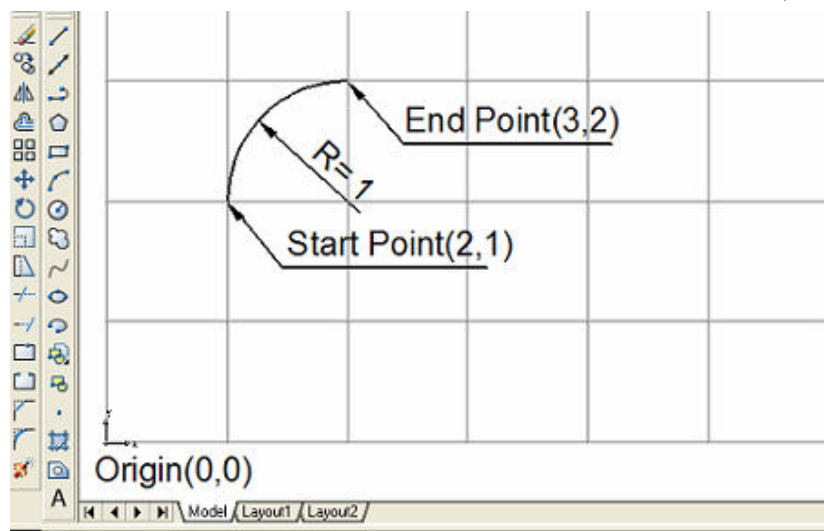 End Point(3,2)
R= 1
Start Point(2,1)
Y
X
Origin(0,0)
A
Model
Layout1
Layout2